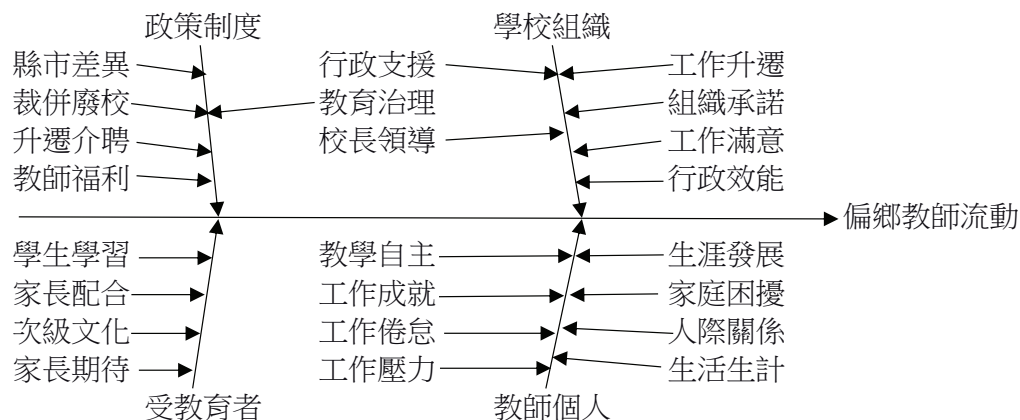 政策制度
學校組織
縣市差異
行政支援
工作升遷
裁併廢校
教育治理
組織承諾
升遷介聘
校長領導
工作滿意
教師福利
行政效能
偏鄉教師流動
學生學習
教學自主
生涯發展
家長配合
工作成就
家庭困擾
次級文化
工作倦怠
人際關係
家長期待
工作壓力
生活生計
受教育者
教師個人